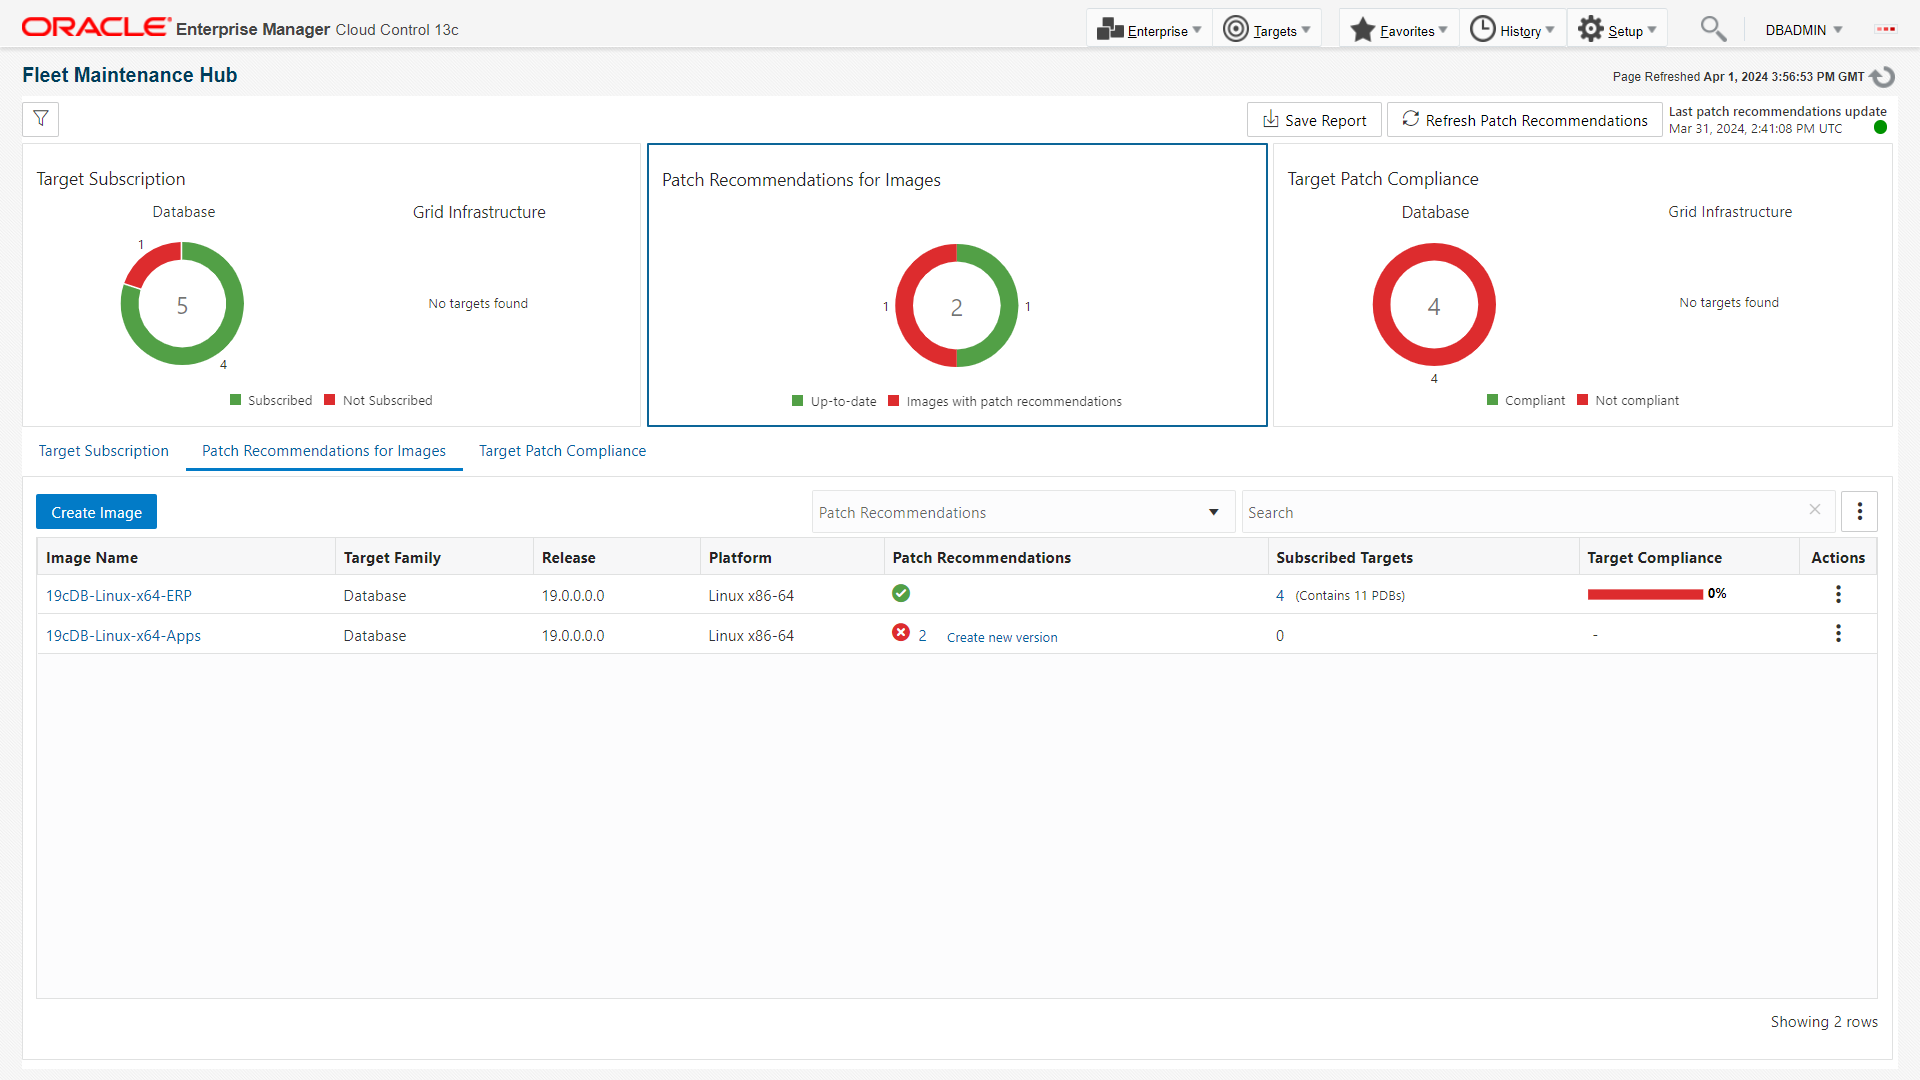 ORACLE Enterprise Manager Cloud Control 13c
Enterprise
Targets
Favorites
History
Setup
DBADMIN
Fleet Maintenance Hub
Page Refreshed Apr 1, 2024 3:56:53 PM GMT
Save Report
Refresh Patch Recommendations
Last patch recommendations update
Mar 31, 2024, 2:41:08 PM UTC
Target Subscription
Database
Grid Infrastructure
1
5
4
No targets found
Subscribed
Not Subscribed
Patch Recommendations for Images
1
2
1
Up-to-date
Images with patch recommendations
Target Patch Compliance
Database
Grid Infrastructure
4
4
No targets found
Compliant
Not compliant
Target Subscription
Patch Recommendations for Images
Target Patch Compliance
Create Image
Patch Recommendations
Search
Image Name Target Family Release Platform Patch Recommendations Subscribed Targets Target Compliance Actions
19cDB-Linux-x64-ERP Database 19.0.0.0.0 Linux x86-64 4 (Contains 11 PDBs) 0%
19cDB-Linux-x64-Apps Database 19.0.0.0.0 Linux x86-64 2 Create new version 0 -
Showing 2 rows